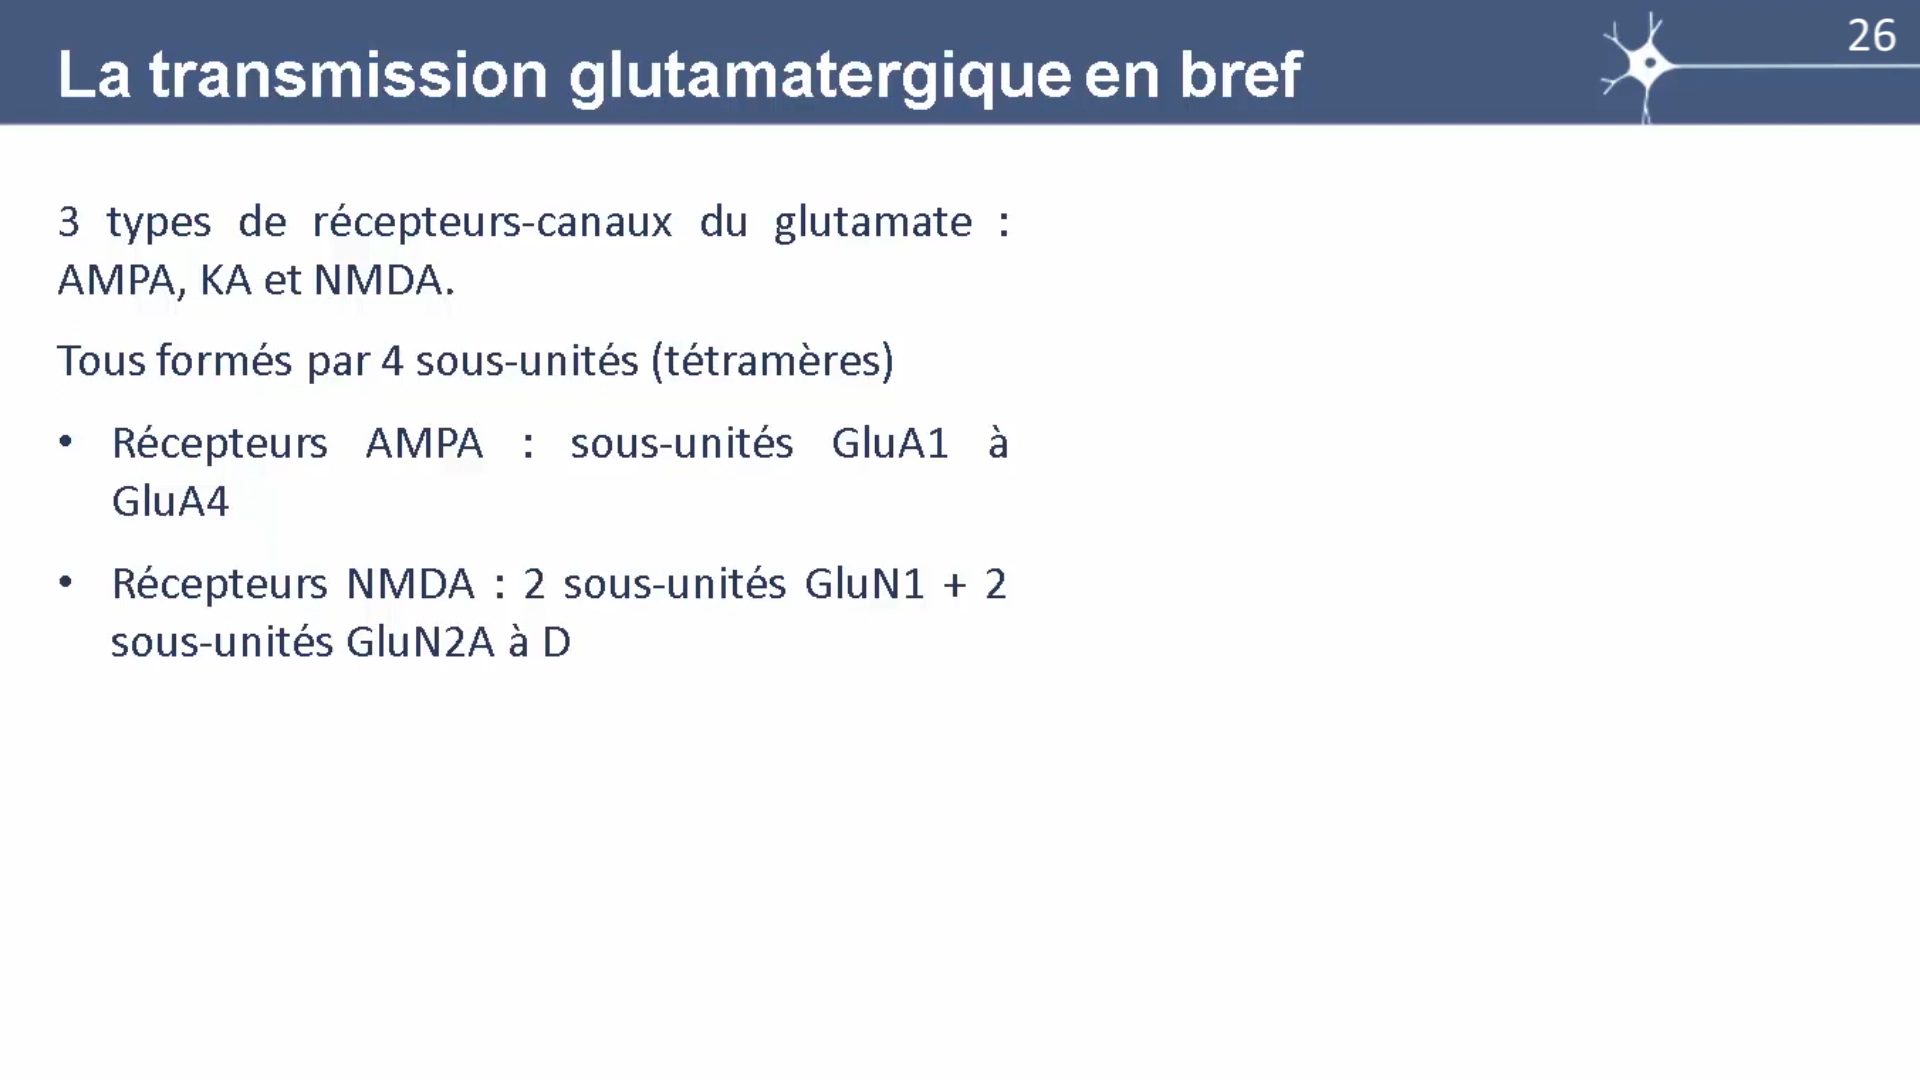 26
La transmission glutamatergique en bref
3 types de récepteurs-canaux du glutamate :
AMPA, KA et NMDA.
Tous formés par 4 sous-unités (tétramères)
• Récepteurs AMPA : sous-unités GluA1 à
GluA4
• Récepteurs NMDA : 2 sous-unités GluN1 + 2
sous-unités GluN2A à D